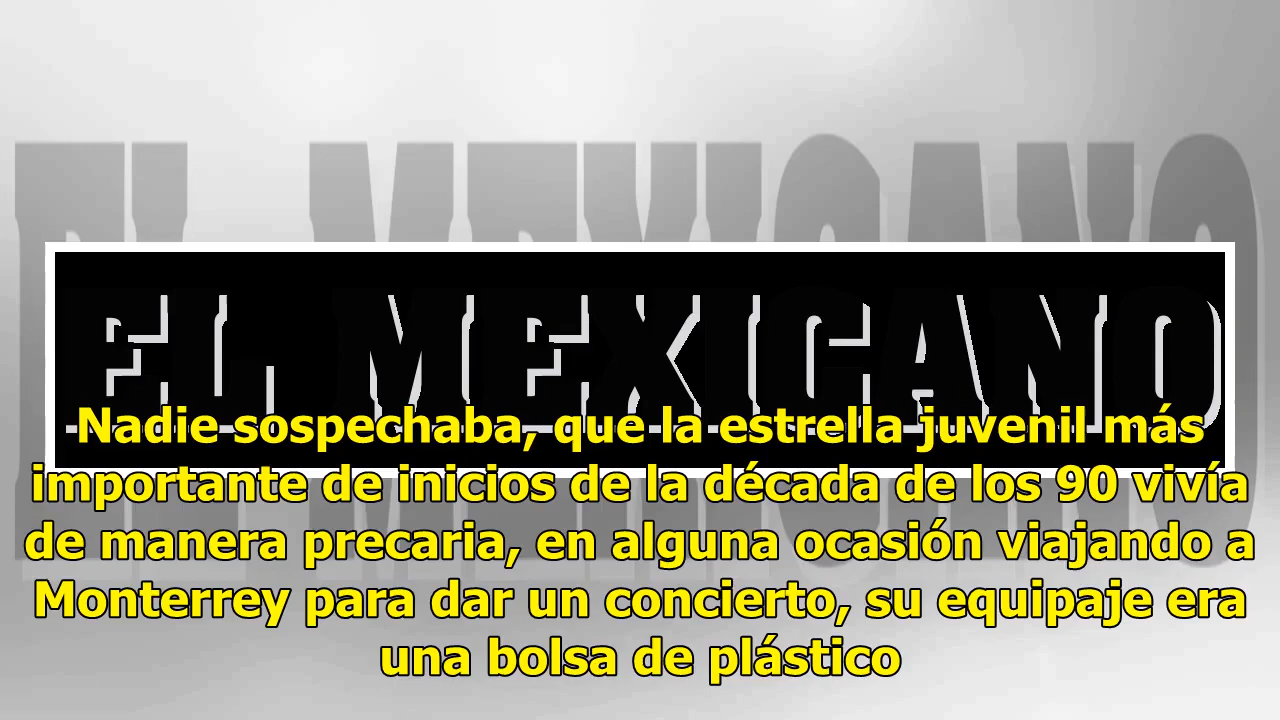 EL MEXICANO
EL MEXICANO
Nadie sospechaba, que la estrella juvenil más
importante de inicios de la década de los 90 vivía
de manera precaria, en alguna ocasión viajando a
Monterrey para dar un concierto, su equipaje era
una bolsa de plástico